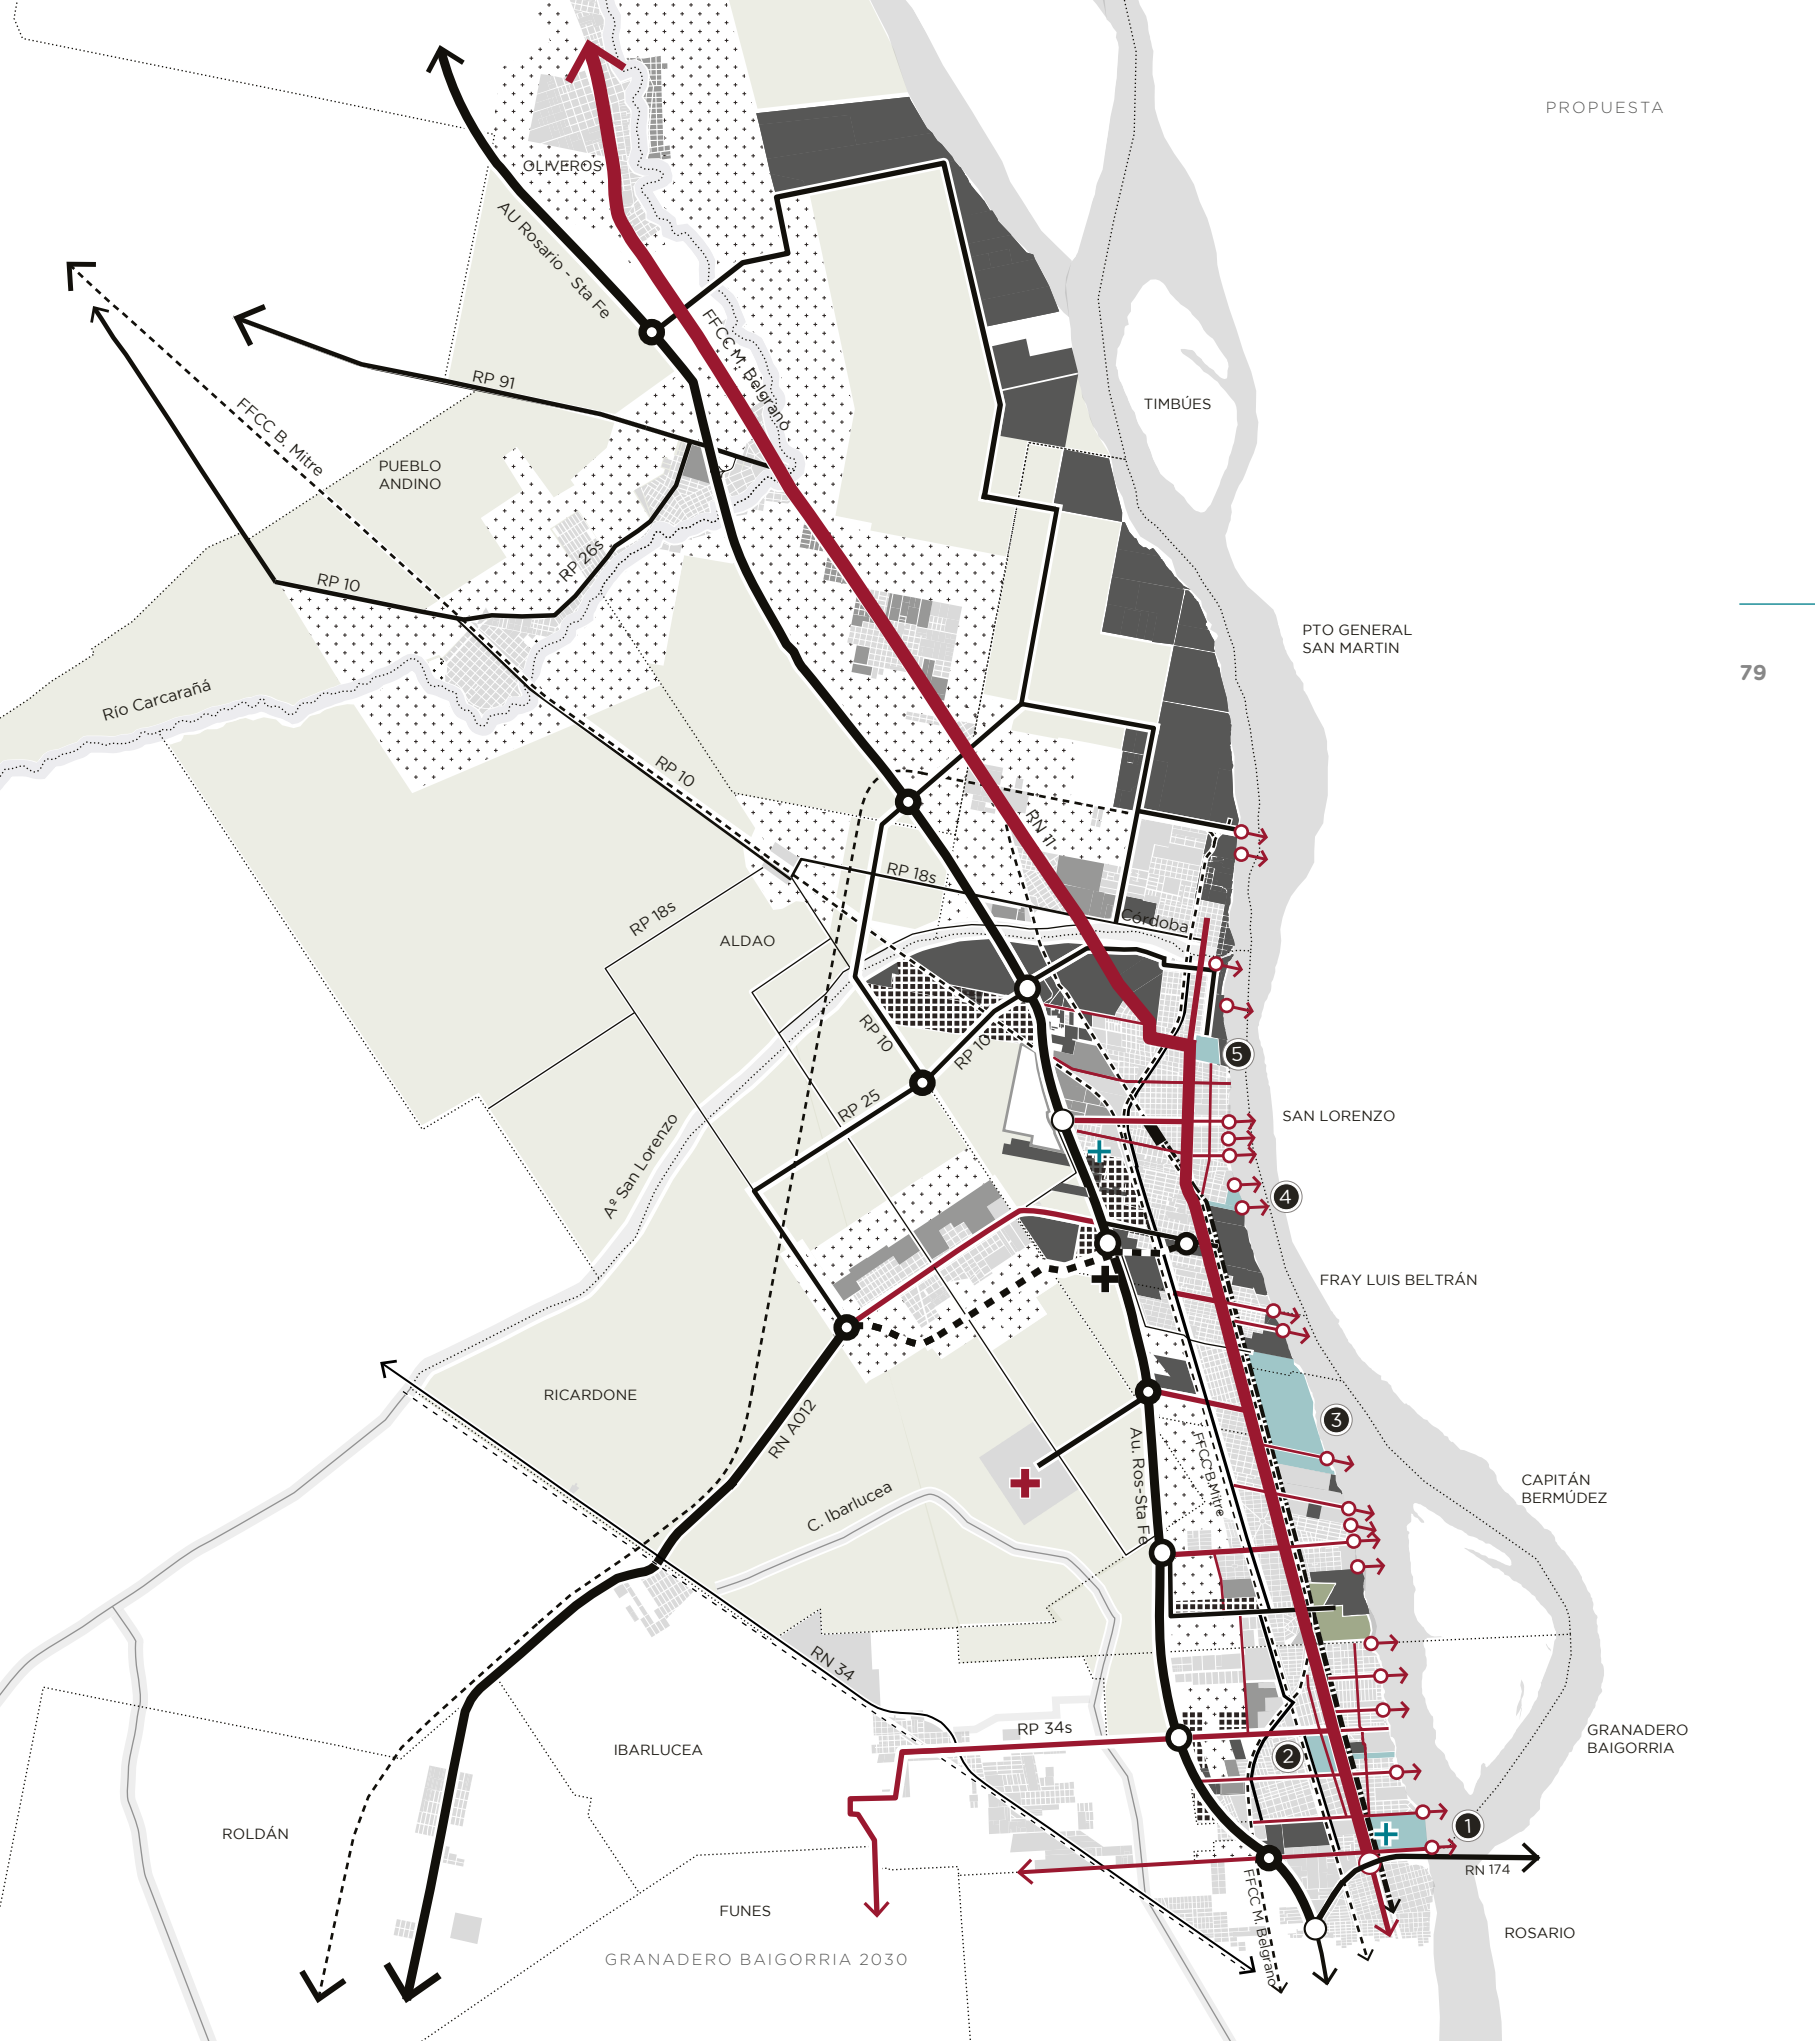 PROPUESTA
OLIVEROS
AU Rosario - Sta Fe
FFCC M. Belgrano
RP 91
TIMBÚES
FFCC B. Mitre
PUEBLO
ANDINO
RP 26s
RP 10
PTO GENERAL
SAN MARTIN
79
Río Carcarañá
RP 10
RN 11
RP 18s
RP 18s
Córdoba
ALDAO
RP 10
RP 10
5
RP 25
SAN LORENZO
Aº San Lorenzo
4
FRAY LUIS BELTRÁN
RICARDONE
RN A012
3
Au. Ros-Sta Fe
FFCC B.Mitre
CAPITÁN
BERMÚDEZ
C. Ibarlucea
RN 34
RP 34s
GRANADERO
BAIGORRIA
IBARLUCEA
2
ROLDÁN
1
RN 174
FFCC M. Belgrano
FUNES
ROSARIO
GRANADERO BAIGORRIA 2030